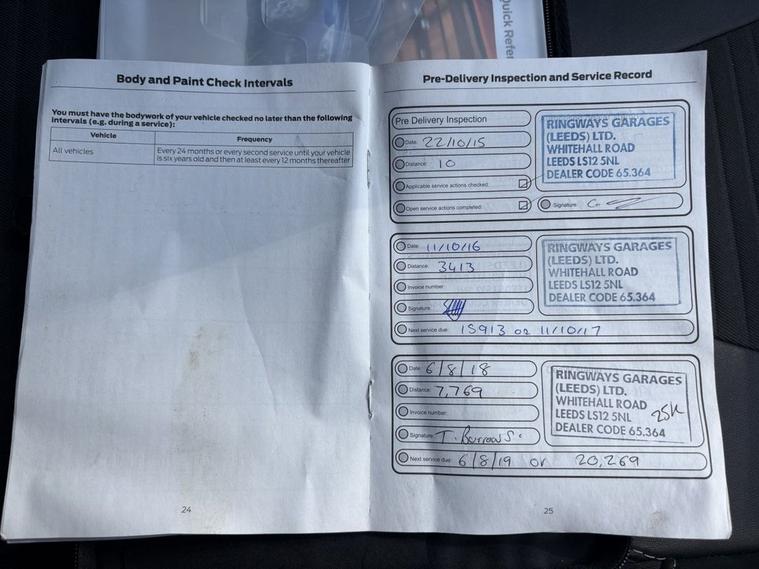 Quick Refer
Body and Paint Check Intervals
You must have the bodywork of your vehicle checked no later than the following
intervals (e.g. during a service):
Vehicle Frequency
All vehicles Every 24 months or every second service until your vehicle
is six years old and then at least every 12 months thereafter
24
Pre-Delivery Inspection and Service Record
Pre Delivery Inspection
Date: 22/10/15
Distance: 10
Applicable service actions checked:
Open service actions completed:
RINGWAYS GARAGES
(LEEDS) LTD.
WHITEHALL ROAD
LEEDS LS12 5NL
DEALER CODE 65.364
Signature:
Date: 11/10/16
Distance: 3413
Invoice number:
Signature:
RINGWAYS GARAGES
(LEEDS) LTD.
WHITEHALL ROAD
LEEDS LS12 5NL
DEALER CODE 65.364
Next service due: 15913 or 11/10/17
Date: 6/8/18
Distance: 7,769
Invoice number:
Signature: T. Burrows.
RINGWAYS GARAGES
(LEEDS) LTD.
WHITEHALL ROAD
LEEDS LS12 5NL 25K
DEALER CODE 65.364
Next service due: 6/8/19 or 20,269
25